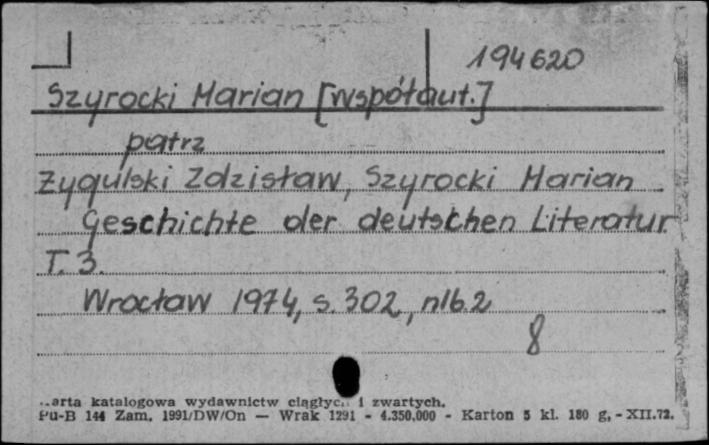 194620
Szyrocki Marian [współaut.]
patrz
Żygulski Zdzisław, Szyrocki Marian
Geschichte der deutschen Literatur
T. 3.
Wrocław 1974, s. 302, nlb. 2
8
karta katalogowa wydawnictw ciągłych i zwartych.
Pu-B 144 Zam. 1991/DW/On — Wrak 1291 - 4.350.000 - Karton 5 kl. 180 g. - XII.72.